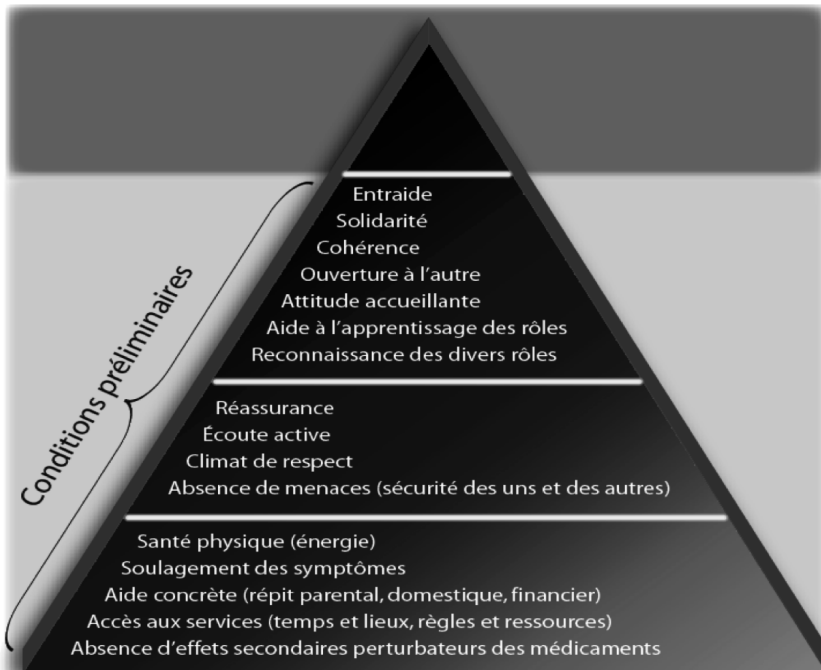 Entraide
Solidarité
Cohérence
Ouverture à l'autre
Attitude accueillante
Aide à l'apprentissage des rôles
Reconnaissance des divers rôles
Conditions préliminaires
Réassurance
Écoute active
Climat de respect
Absence de menaces (sécurité des uns et des autres)
Santé physique (énergie)
Soulagement des symptômes
Aide concrète (répit parental, domestique, financier)
Accès aux services (temps et lieux, règles et ressources)
Absence d'effets secondaires perturbateurs des médicaments